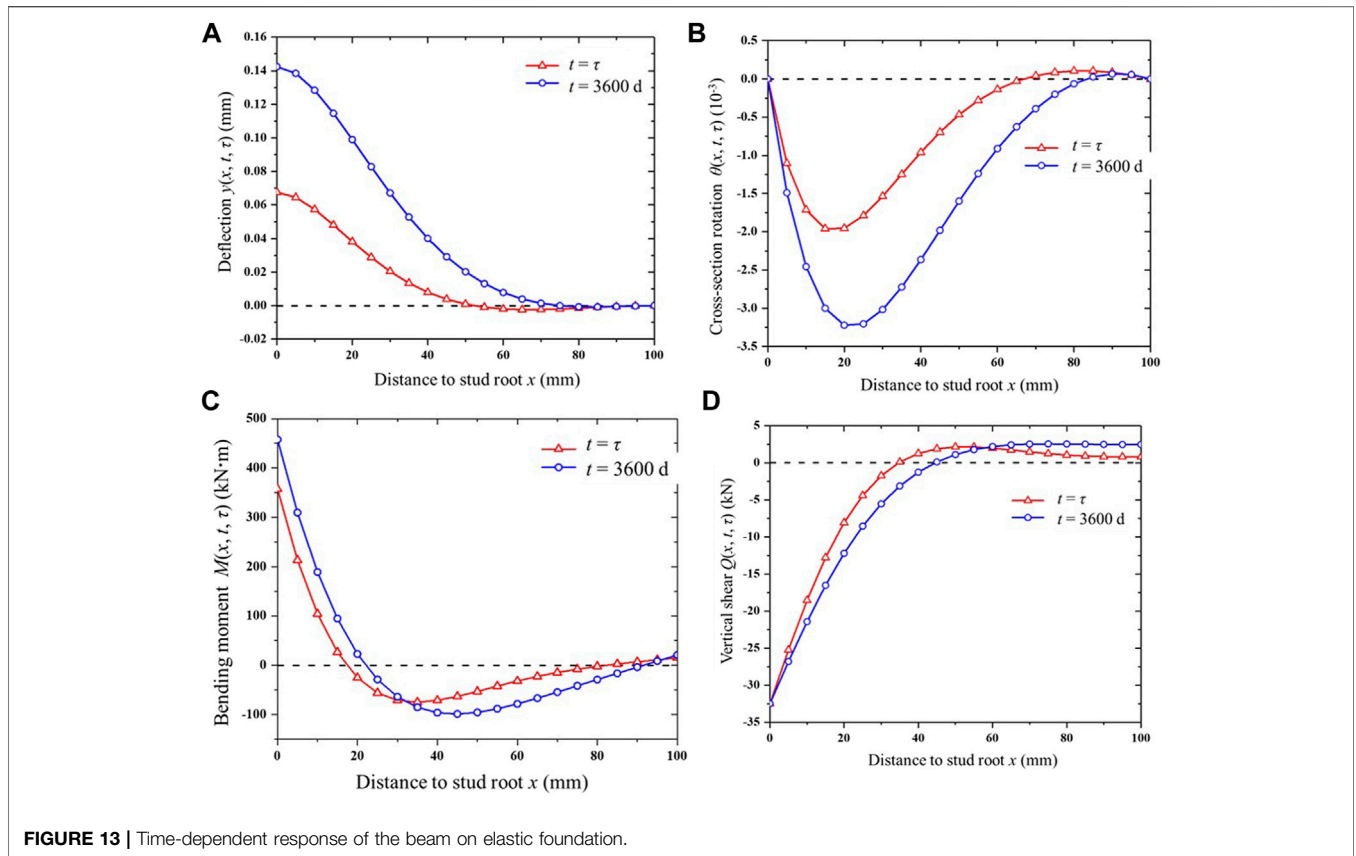 A
0.16
0.14
0.12
0.10
0.08
0.06
0.04
0.02
0.00
-0.02
Deflection y(x, t, τ) (mm)
t = τ
t = 3600 d
0 20 40 60 80 100
Distance to stud root x (mm)
B
0.5
0.0
-0.5
-1.0
-1.5
-2.0
-2.5
-3.0
-3.5
Cross-section rotation θ(x, t, τ) (10⁻³)
t = τ
t = 3600 d
0 20 40 60 80 100
Distance to stud root x (mm)
C
500
450
400
300
200
100
0
-100
Bending moment M(x, t, τ) (kN·m)
t = τ
t = 3600 d
0 20 40 60 80 100
Distance to stud root x (mm)
D
5
2.5
0
-5
-10
-15
-20
25
-30
-35
Vertical shear Q(x, t, τ) (kN)
t = τ
t = 3600 d
0 20 40 60 80 100
Distance to stud root x (mm)
FIGURE 13 | Time-dependent response of the beam on elastic foundation.